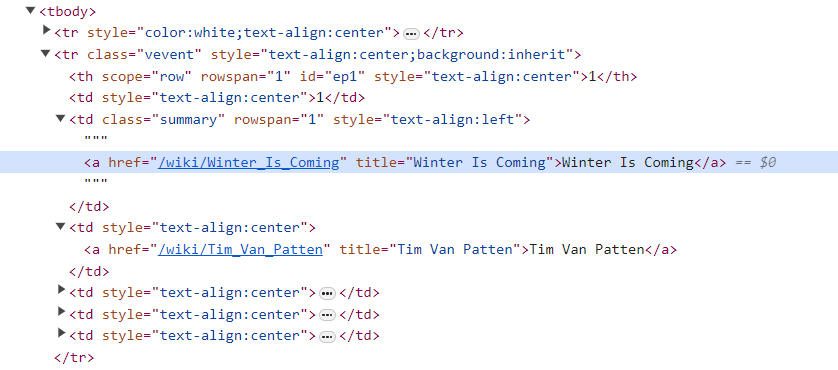 ▼<tbody>
▶<tr style="color:white;text-align:center">…</tr>
▼<tr class="vevent" style="text-align:center;background:inherit">
<th scope="row" rowspan="1" id="ep1" style="text-align:center">1</th>
<td style="text-align:center">1</td>
▼<td class="summary" rowspan="1" style="text-align:left">
"""
<a href="/wiki/Winter_Is_Coming" title="Winter Is Coming">Winter Is Coming</a> == $0
"""
</td>
▼<td style="text-align:center">
<a href="/wiki/Tim_Van_Patten" title="Tim Van Patten">Tim Van Patten</a>
</td>
▶<td style="text-align:center">…</td>
▶<td style="text-align:center">…</td>
▶<td style="text-align:center">…</td>
</tr>